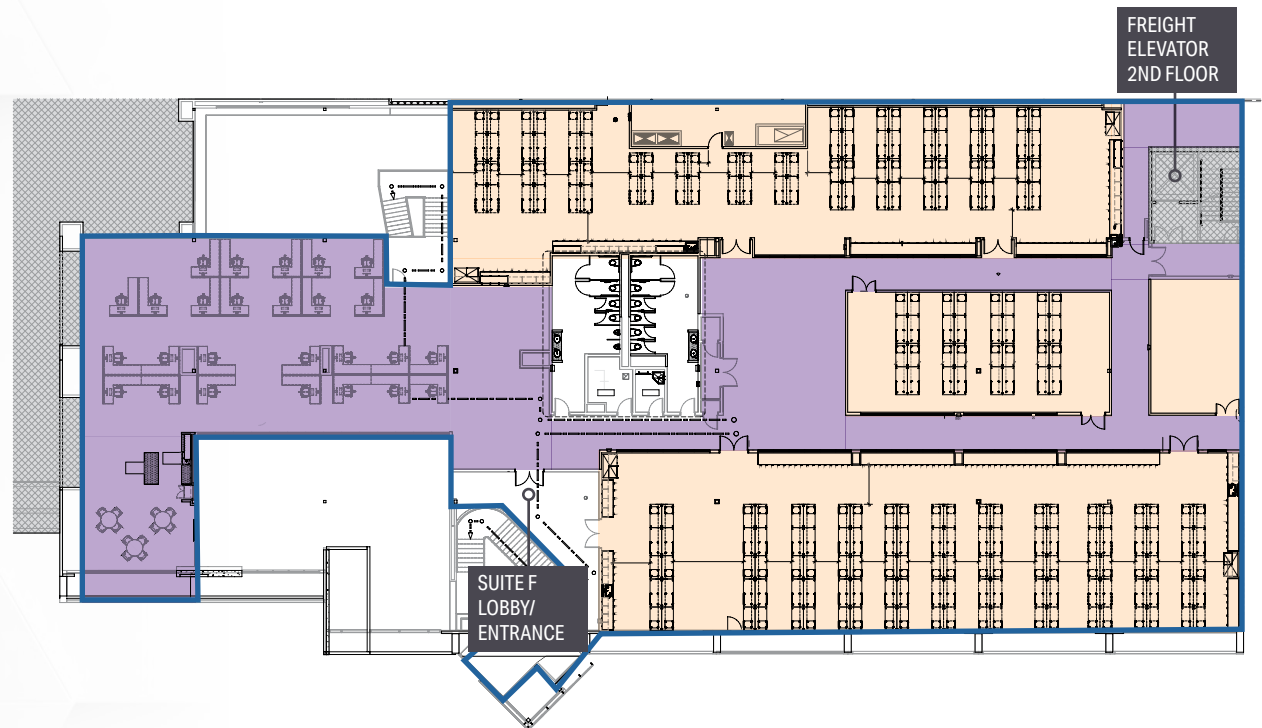 FREIGHT
ELEVATOR
2ND FLOOR
SUITE F
LOBBY/
ENTRANCE